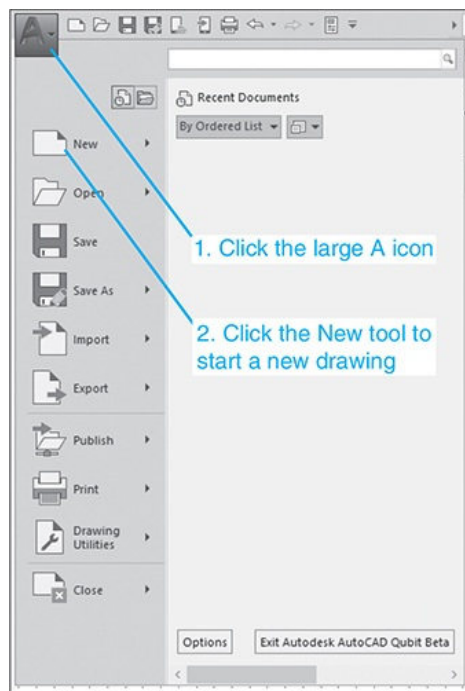 A
Recent Documents
By Ordered List
New
Open
1. Click the large A icon
Save
Save As
2. Click the New tool to
start a new drawing
Import
Export
Publish
Print
Drawing
Utilities
Close
Options
Exit Autodesk AutoCAD Qubit Beta